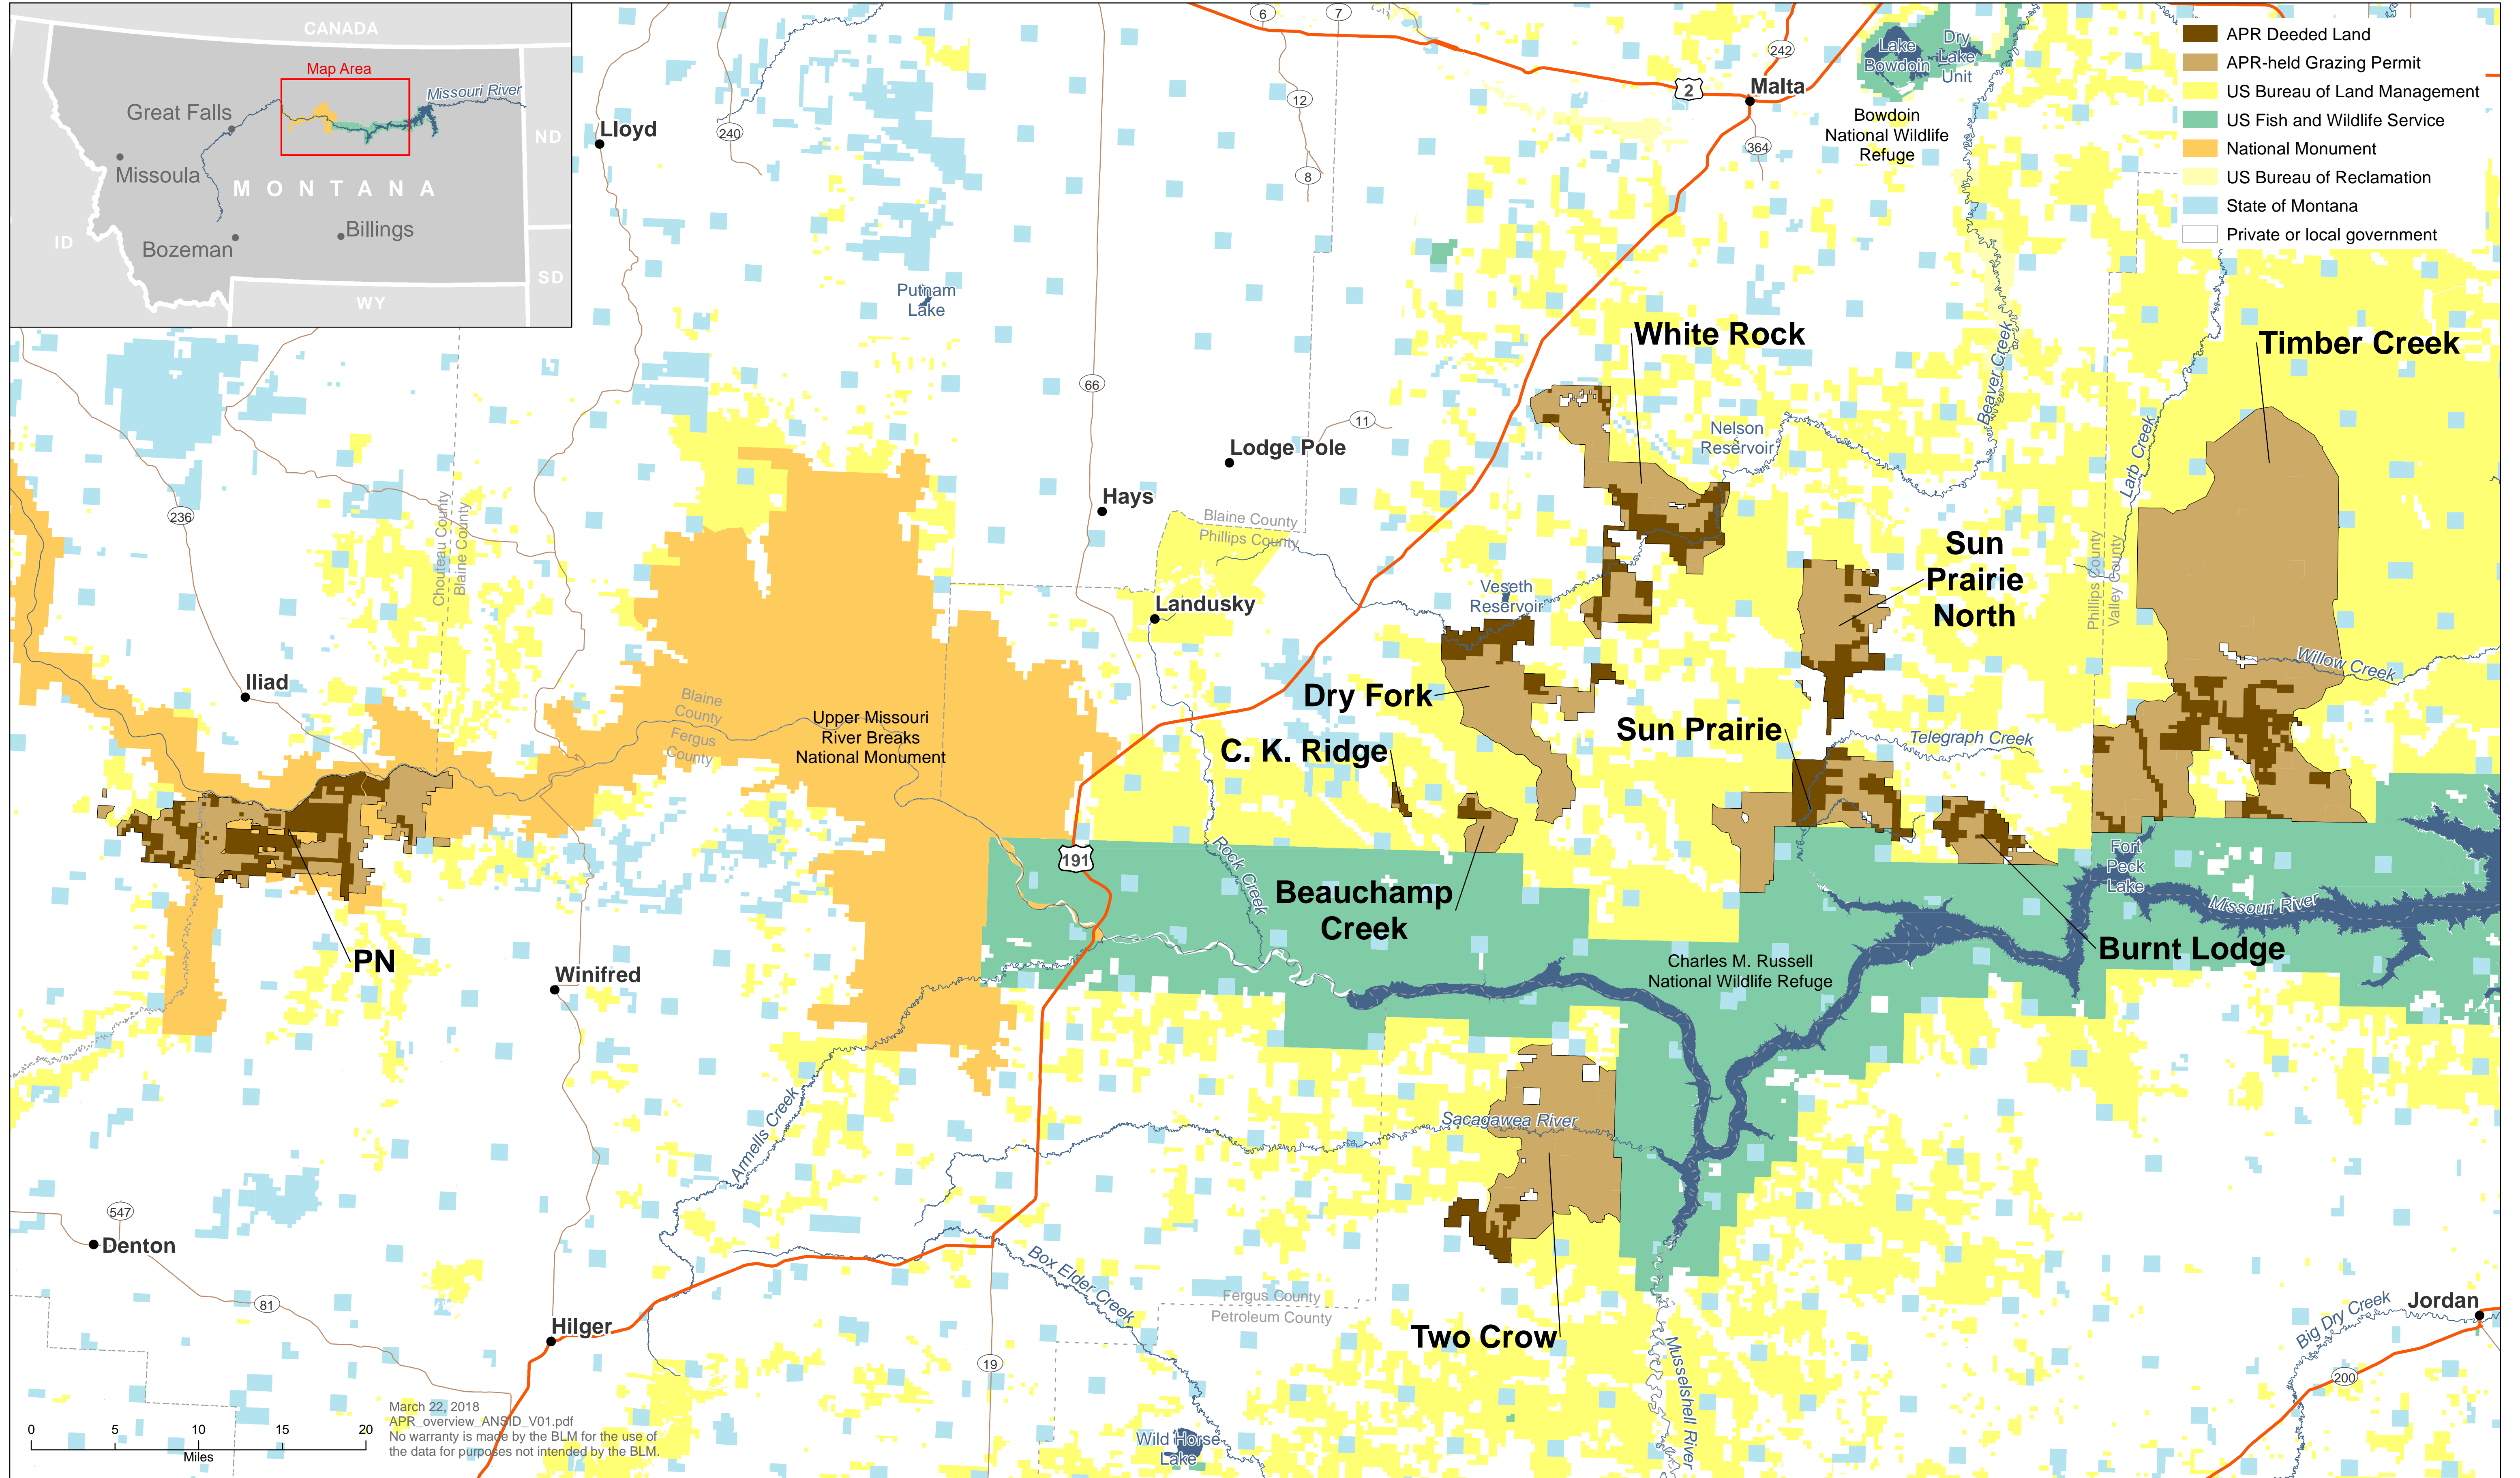 CANADA
Map Area
Missouri River
Great Falls
ND
Missoula
MONTANA
ID
Billings
Bozeman
SD
WY
APR Deeded Land
APR-held Grazing Permit
US Bureau of Land Management
US Fish and Wildlife Service
National Monument
US Bureau of Reclamation
State of Montana
Private or local government
6
7
242
Lake
Bowdoin
Dry
Lake
Unit
2
Malta
12
Lloyd
240
Bowdoin
National Wildlife
Refuge
364
8
Putnam
Lake
White Rock
Timber Creek
Beaver Creek
66
11
Nelson
Reservoir
Lodge Pole
Larb Creek
Hays
236
Blaine County
Phillips County
Chouteau County
Blaine County
Sun
Prairie
North
Phillips County
Valley County
Veseth
Reservoir
Landusky
Willow Creek
Iliad
Blaine
County
Fergus
County
Dry Fork
Upper Missouri
River Breaks
National Monument
Sun Prairie
Telegraph Creek
C. K. Ridge
191
Rock Creek
Fort
Peck
Lake
Beauchamp
Creek
Missouri River
PN
Burnt Lodge
Winifred
Charles M. Russell
National Wildlife Refuge
Armells Creek
Sacagawea River
547
Denton
Box Elder Creek
81
Fergus County
Petroleum County
Hilger
Two Crow
Big Dry Creek
Jordan
19
Musselshell River
200
Wild Horse
Lake
0 5 10 15 20
Miles
March 22, 2018
APR_overview_ANSID_V01.pdf
No warranty is made by the BLM for the use of
the data for purposes not intended by the BLM.